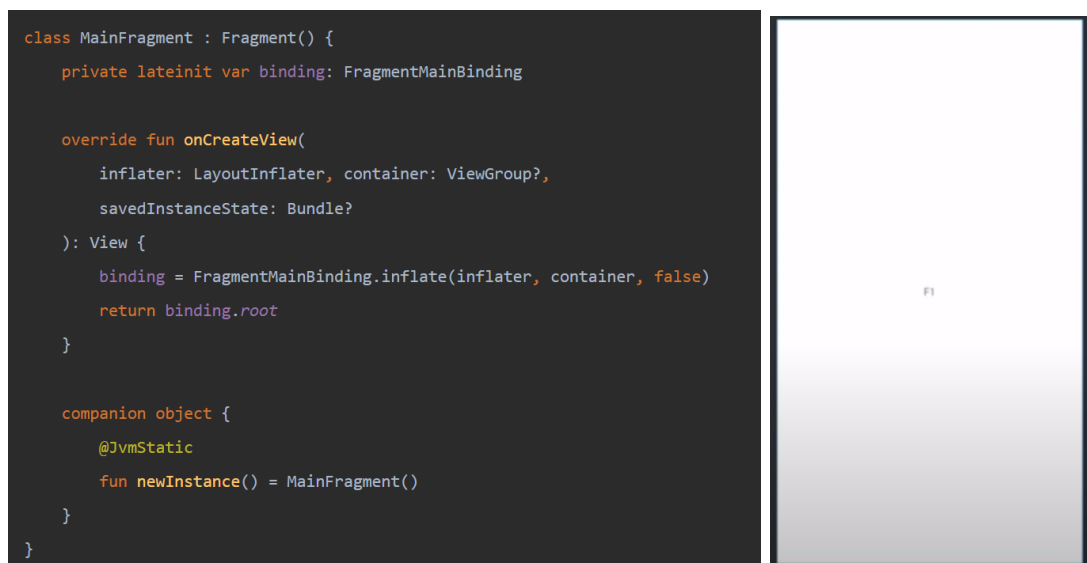 class MainFragment : Fragment() {
private lateinit var binding: FragmentMainBinding
override fun onCreateView(
inflater: LayoutInflater, container: ViewGroup?,
savedInstanceState: Bundle?
): View {
binding = FragmentMainBinding.inflate(inflater, container, false)
return binding.root
}
companion object {
@JvmStatic
fun newInstance() = MainFragment()
}
}
F1